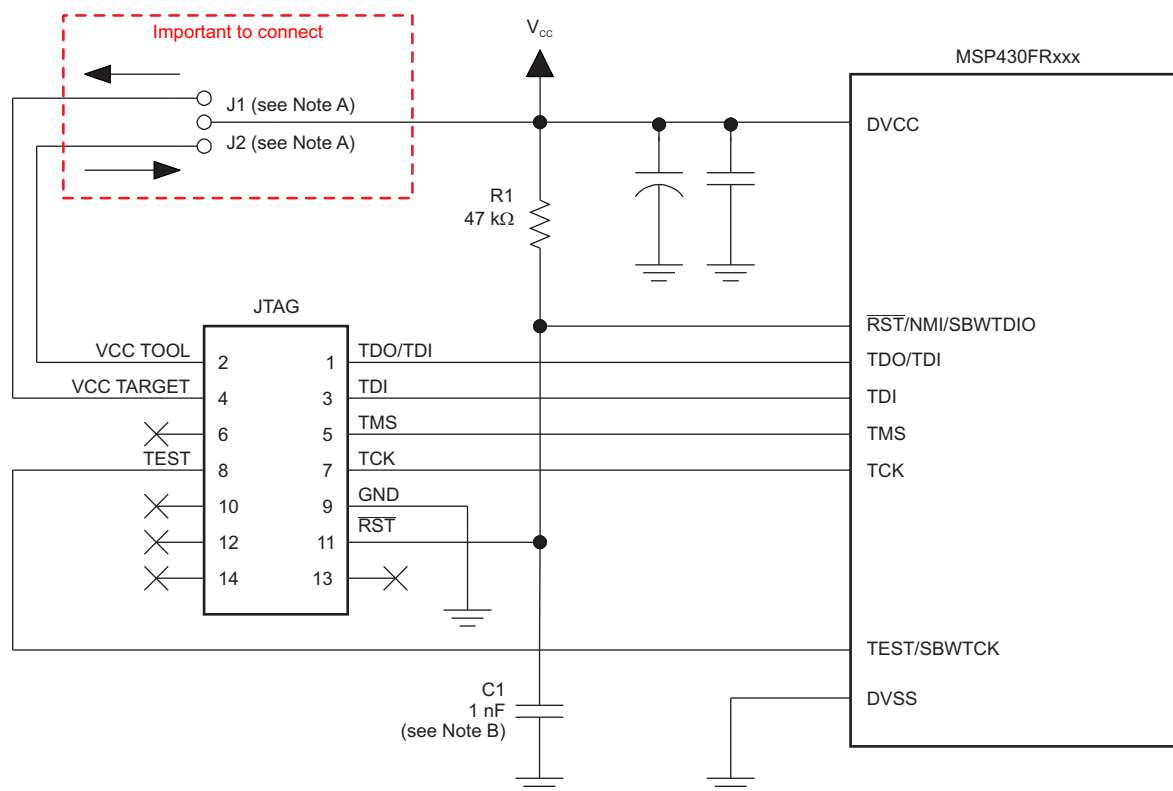 Important to connect
VCC
MSP430FRxxx
J1 (see Note A)
J2 (see Note A)
DVCC
R1
47 kΩ
JTAG
RST/NMI/SBWTDIO
VCC TOOL
2
1
TDO/TDI
TDO/TDI
VCC TARGET
4
3
TDI
TDI
6
5
TMS
TMS
TEST
8
7
TCK
TCK
10
9
GND
12
11
RST
14
13
TEST/SBWTCK
C1
1 nF
(see Note B)
DVSS